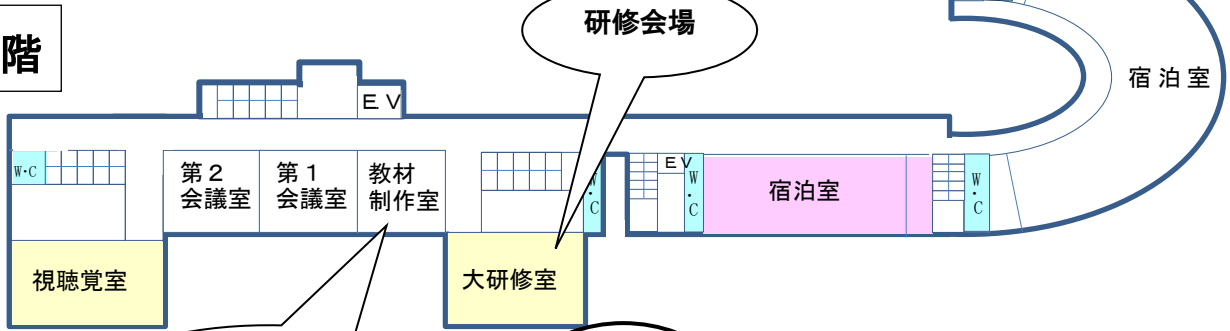 階
研修会場
宿泊室
EV
W・C
第2
会議室
第1
会議室
教材
制作室
W・C
EV
W・C
宿泊室
W・C
視聴覚室
大研修室